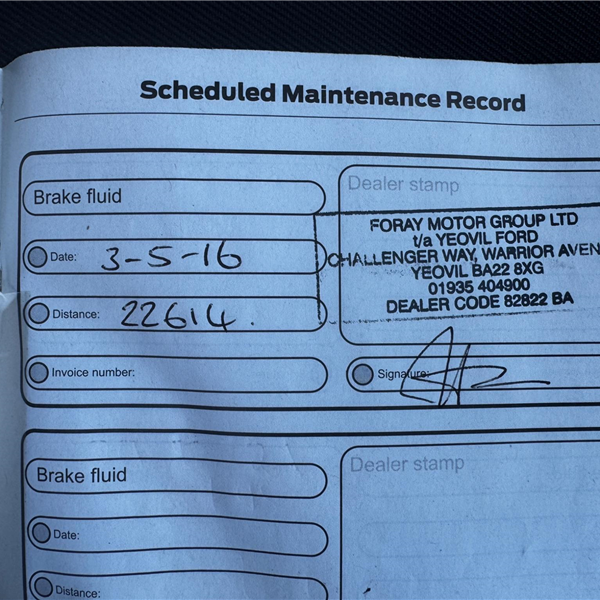 Scheduled Maintenance Record
Brake fluid
Dealer stamp
Date: 3-5-16
Distance: 22614.
Invoice number:
FORAY MOTOR GROUP LTD
t/a YEOVIL FORD
CHALLENGER WAY, WARRIOR AVEN
YEOVIL BA22 8XG
01935 404900
DEALER CODE 82822 BA
Signature:
Brake fluid
Dealer stamp
Date:
Distance: